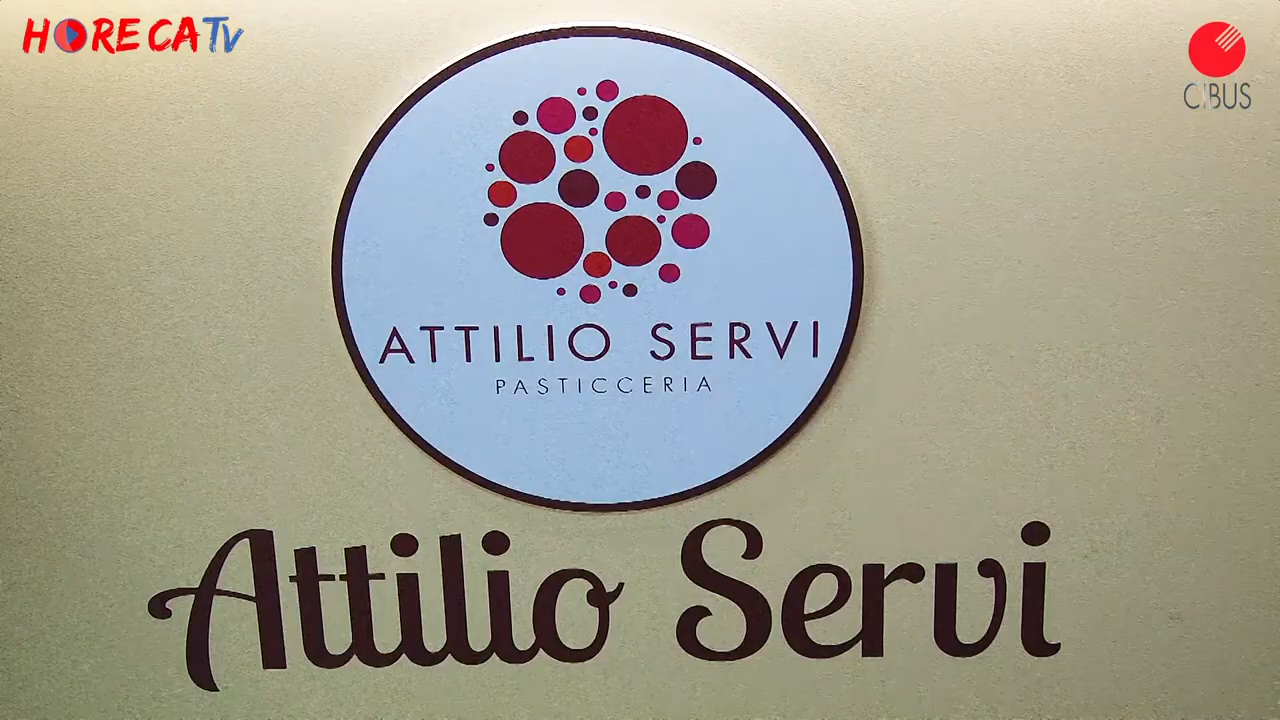 HORECATv
CIBUS
ATTILIO SERVI
PASTICCERIA
Attilio Servi